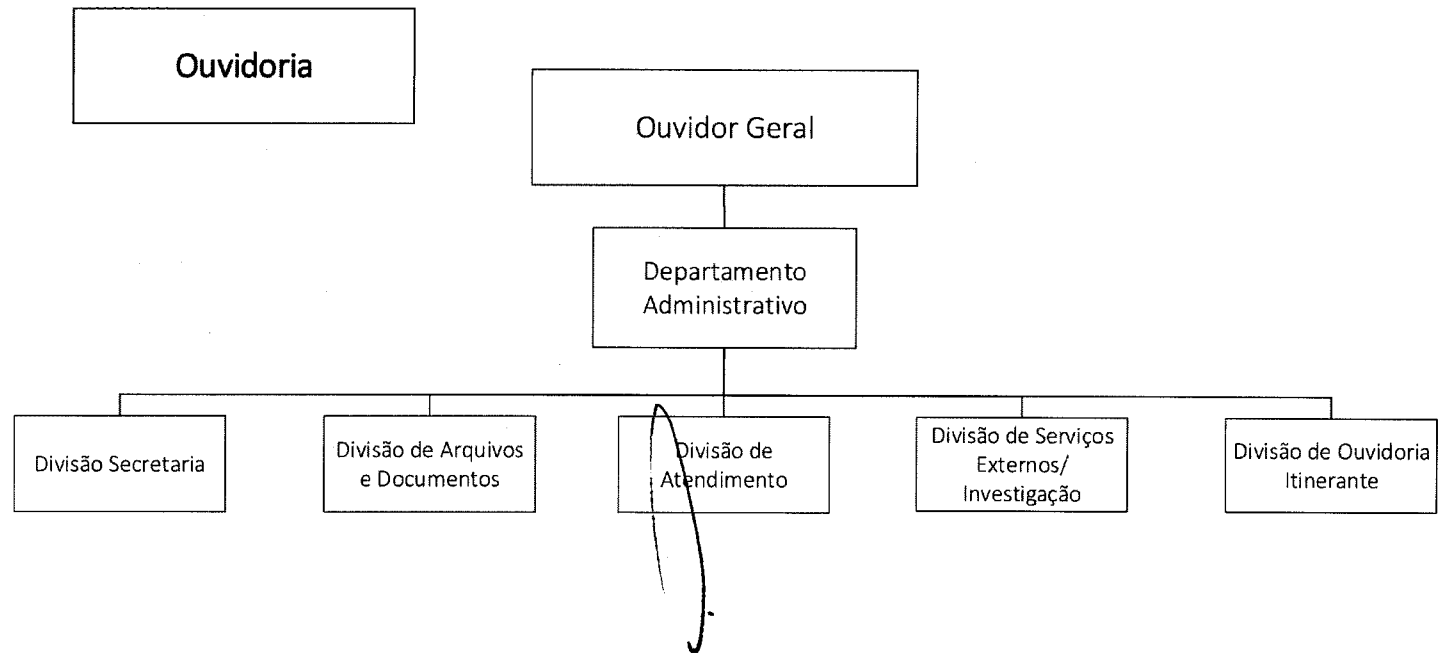 Ouvidoria
Ouvidor Geral
Departamento
Administrativo
Divisão Secretaria
Divisão de Arquivos
e Documentos
Divisão de
Atendimento
Divisão de Serviços
Externos/
Investigação
Divisão de Ouvidoria
Itinerante